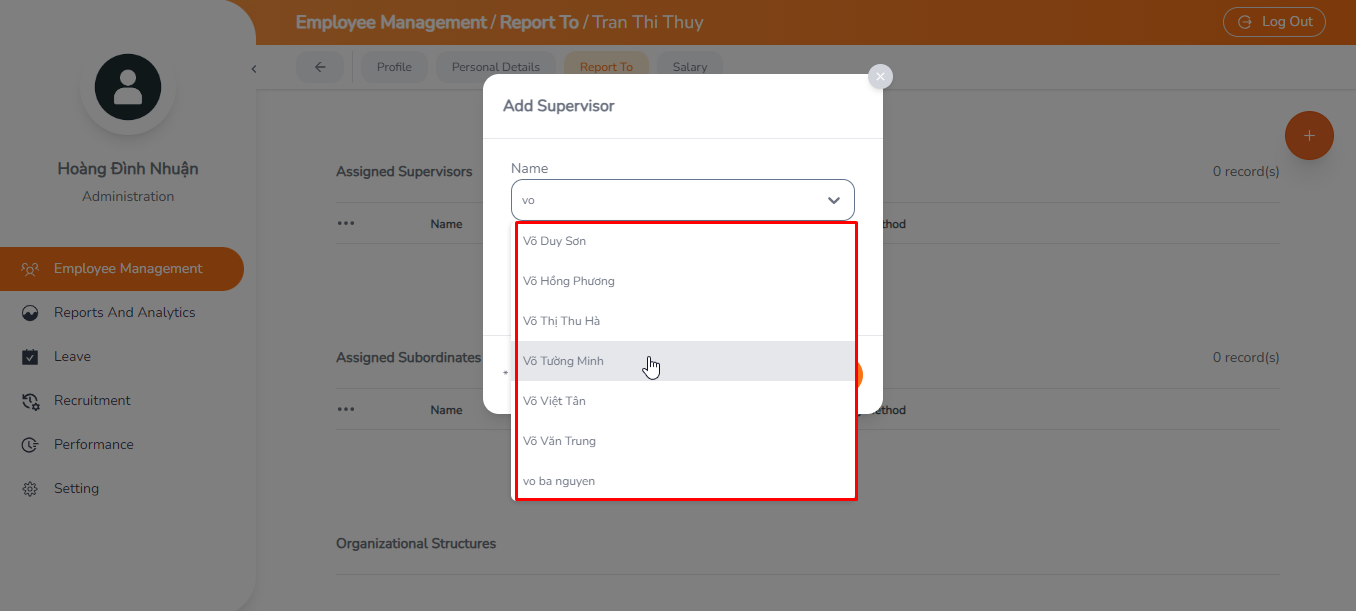 Employee Management / Report To / Tran Thi Thuy
Log Out
Profile
Personal Details
Report To
Salary
Hoàng Đình Nhuận
Administration
Employee Management
Reports And Analytics
Leave
Recruitment
Performance
Setting
Add Supervisor
Name
vo
Võ Duy Sơn
Võ Hồng Phương
Võ Thị Thu Hà
Võ Tường Minh
Võ Việt Tân
Võ Văn Trung
vo ba nguyen
*
Assigned Supervisors
0 record(s)
Name
thod
Assigned Subordinates
0 record(s)
Name
ethod
Organizational Structures